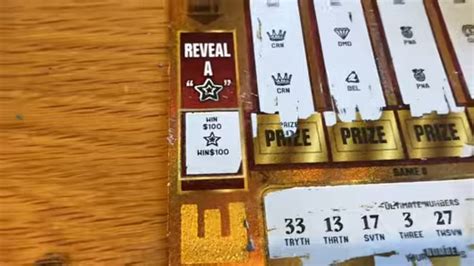 REVEAL
A
"☆"
WIN
$100
WIN$100
CRN DMD PNA
CRN BEL PNA
PRIZE PRIZE PRIZE
GAME
ULTIMATE NUMBERS
33 13 17 3 27
TRYTH THRTN SVTN THREE TWSVN
E